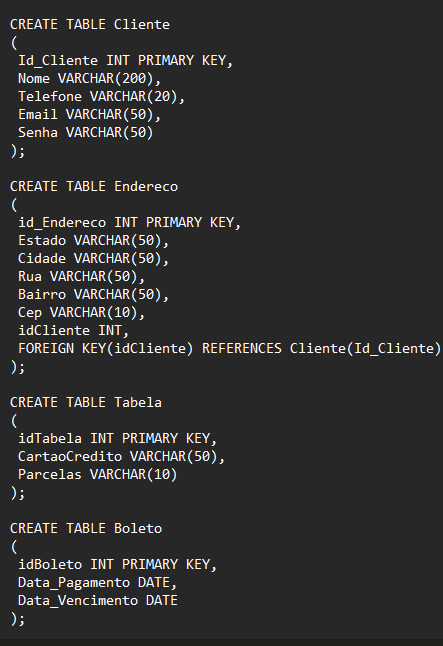 CREATE TABLE Cliente
(
Id_Cliente INT PRIMARY KEY,
Nome VARCHAR(200),
Telefone VARCHAR(20),
Email VARCHAR(50),
Senha VARCHAR(50)
);
CREATE TABLE Endereco
(
id_Endereco INT PRIMARY KEY,
Estado VARCHAR(50),
Cidade VARCHAR(50),
Rua VARCHAR(50),
Bairro VARCHAR(50),
Cep VARCHAR(10),
idCliente INT,
FOREIGN KEY(idCliente) REFERENCES Cliente(Id_Cliente)
);
CREATE TABLE Tabela
(
idTabela INT PRIMARY KEY,
CartaoCredito VARCHAR(50),
Parcelas VARCHAR(10)
);
CREATE TABLE Boleto
(
idBoleto INT PRIMARY KEY,
Data_Pagamento DATE,
Data_Vencimento DATE
);